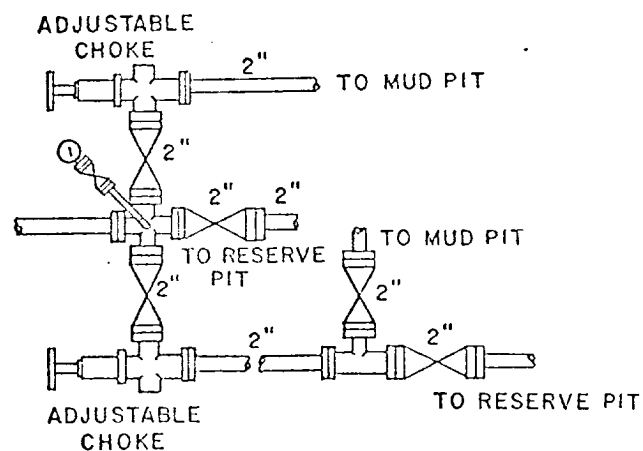 ADJUSTABLE
CHOKE
2"
TO MUD PIT
1
2"
2"
2"
TO RESERVE
PIT
TO MUD PIT
2"
2"
2"
2"
TO RESERVE PIT
ADJUSTABLE
CHOKE